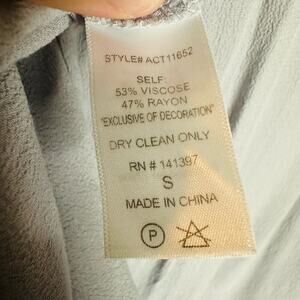 STYLE# ACT11652
SELF:
53% VISCOSE
47% RAYON
"EXCLUSIVE OF DECORATION"
DRY CLEAN ONLY
RN # 141397
S
MADE IN CHINA
P